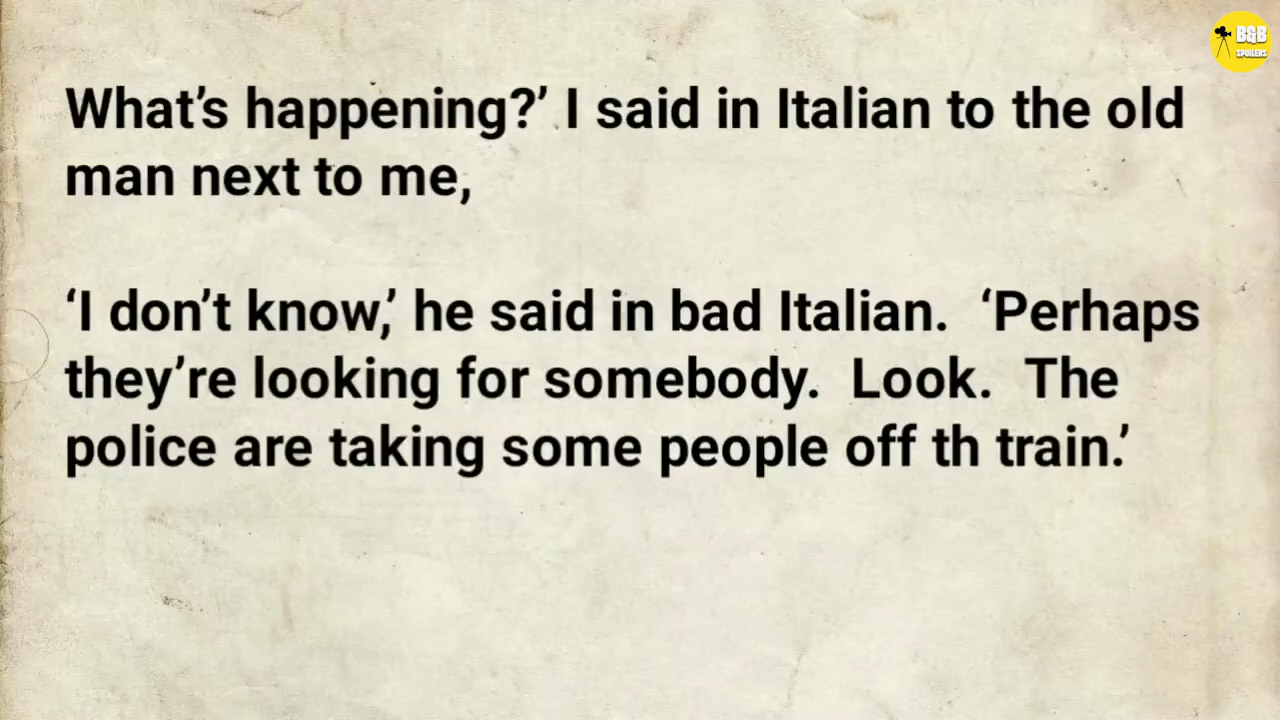 B&B
SPOILERS
What’s happening?’ I said in Italian to the old
man next to me,
‘I don’t know,’ he said in bad Italian.  ‘Perhaps
they’re looking for somebody.  Look.  The
police are taking some people off th train.’